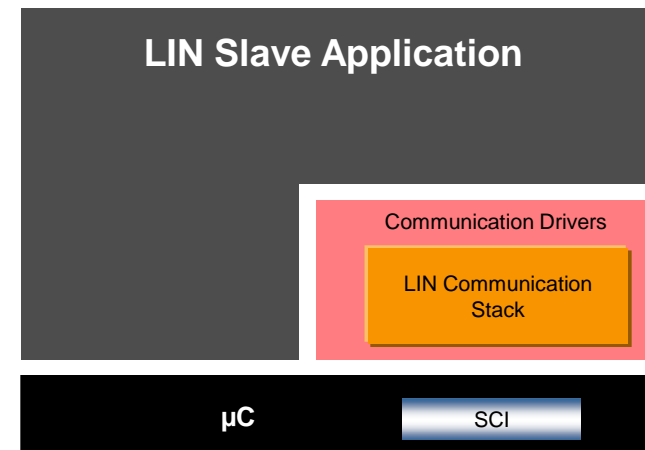 LIN Slave Application
Communication Drivers
LIN Communication
Stack
µC
SCI